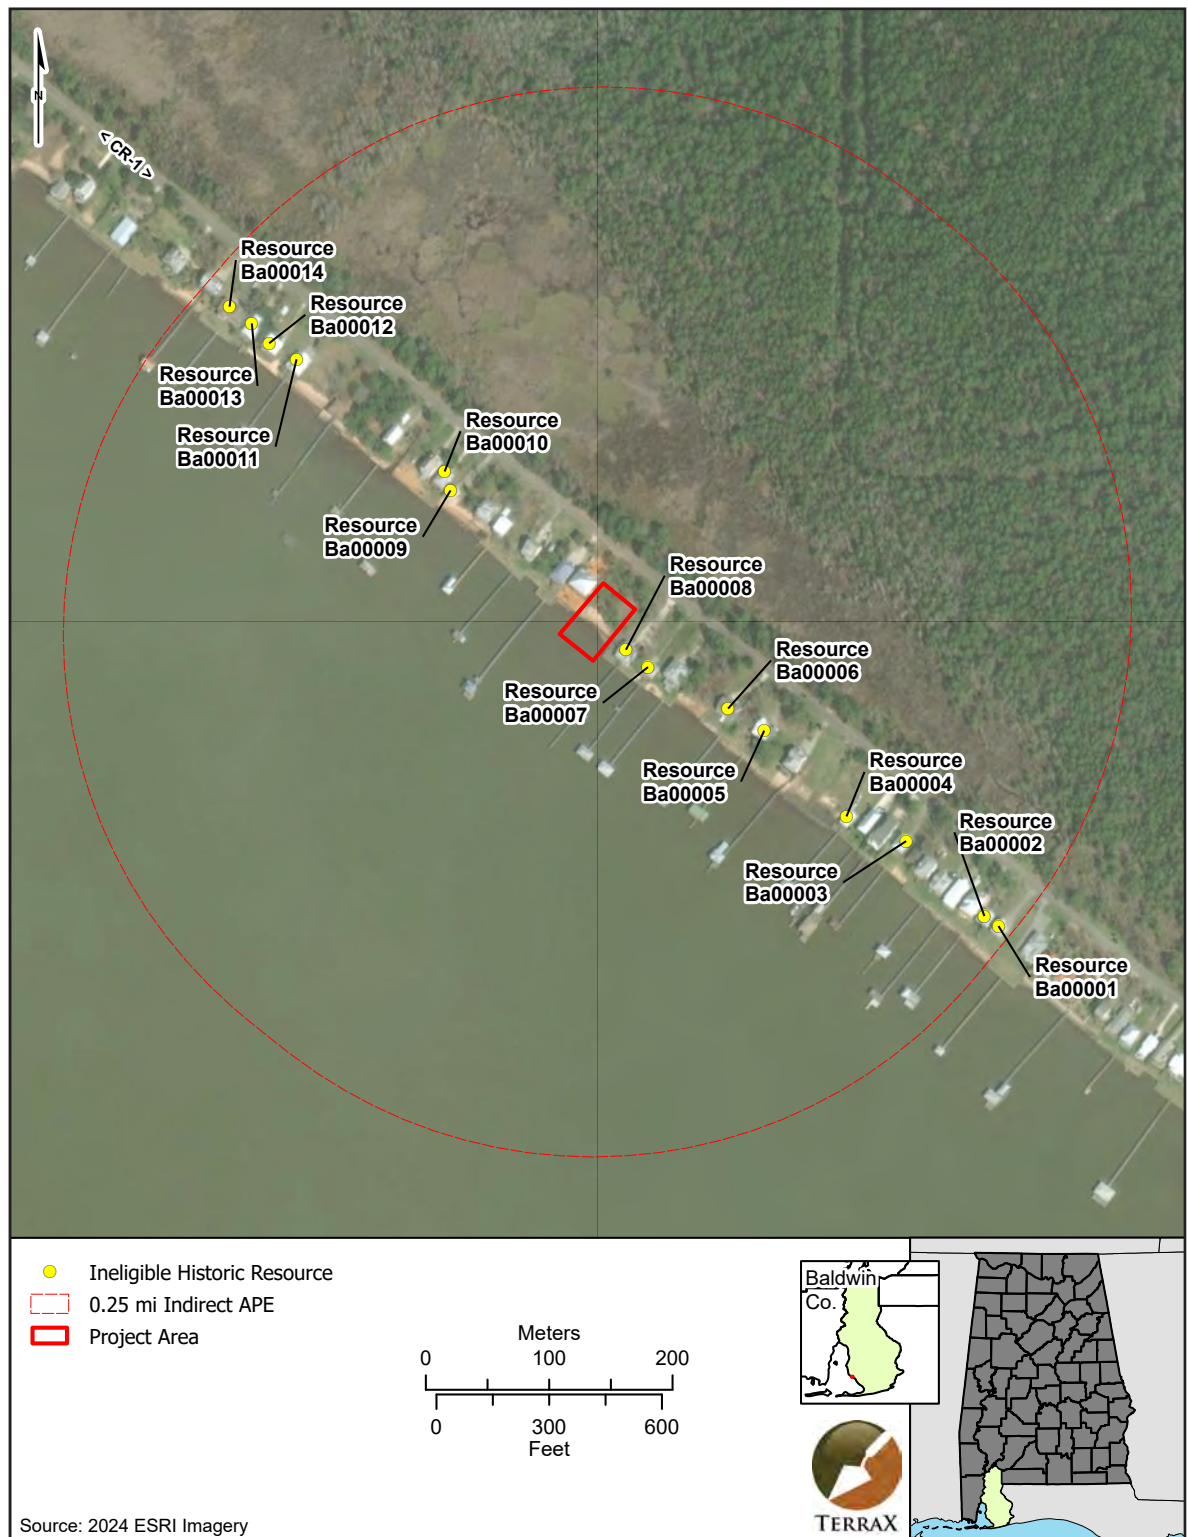 N
< CR-1 >
Resource
Ba00014
Resource
Ba00012
Resource
Ba00013
Resource
Ba00011
Resource
Ba00010
Resource
Ba00009
Resource
Ba00008
Resource
Ba00007
Resource
Ba00006
Resource
Ba00005
Resource
Ba00004
Resource
Ba00002
Resource
Ba00003
Resource
Ba00001
Ineligible Historic Resource
0.25 mi Indirect APE
Project Area
Meters
0 100 200
0 300 600
Feet
Baldwin
Co.
TERRAX
Source: 2024 ESRI Imagery